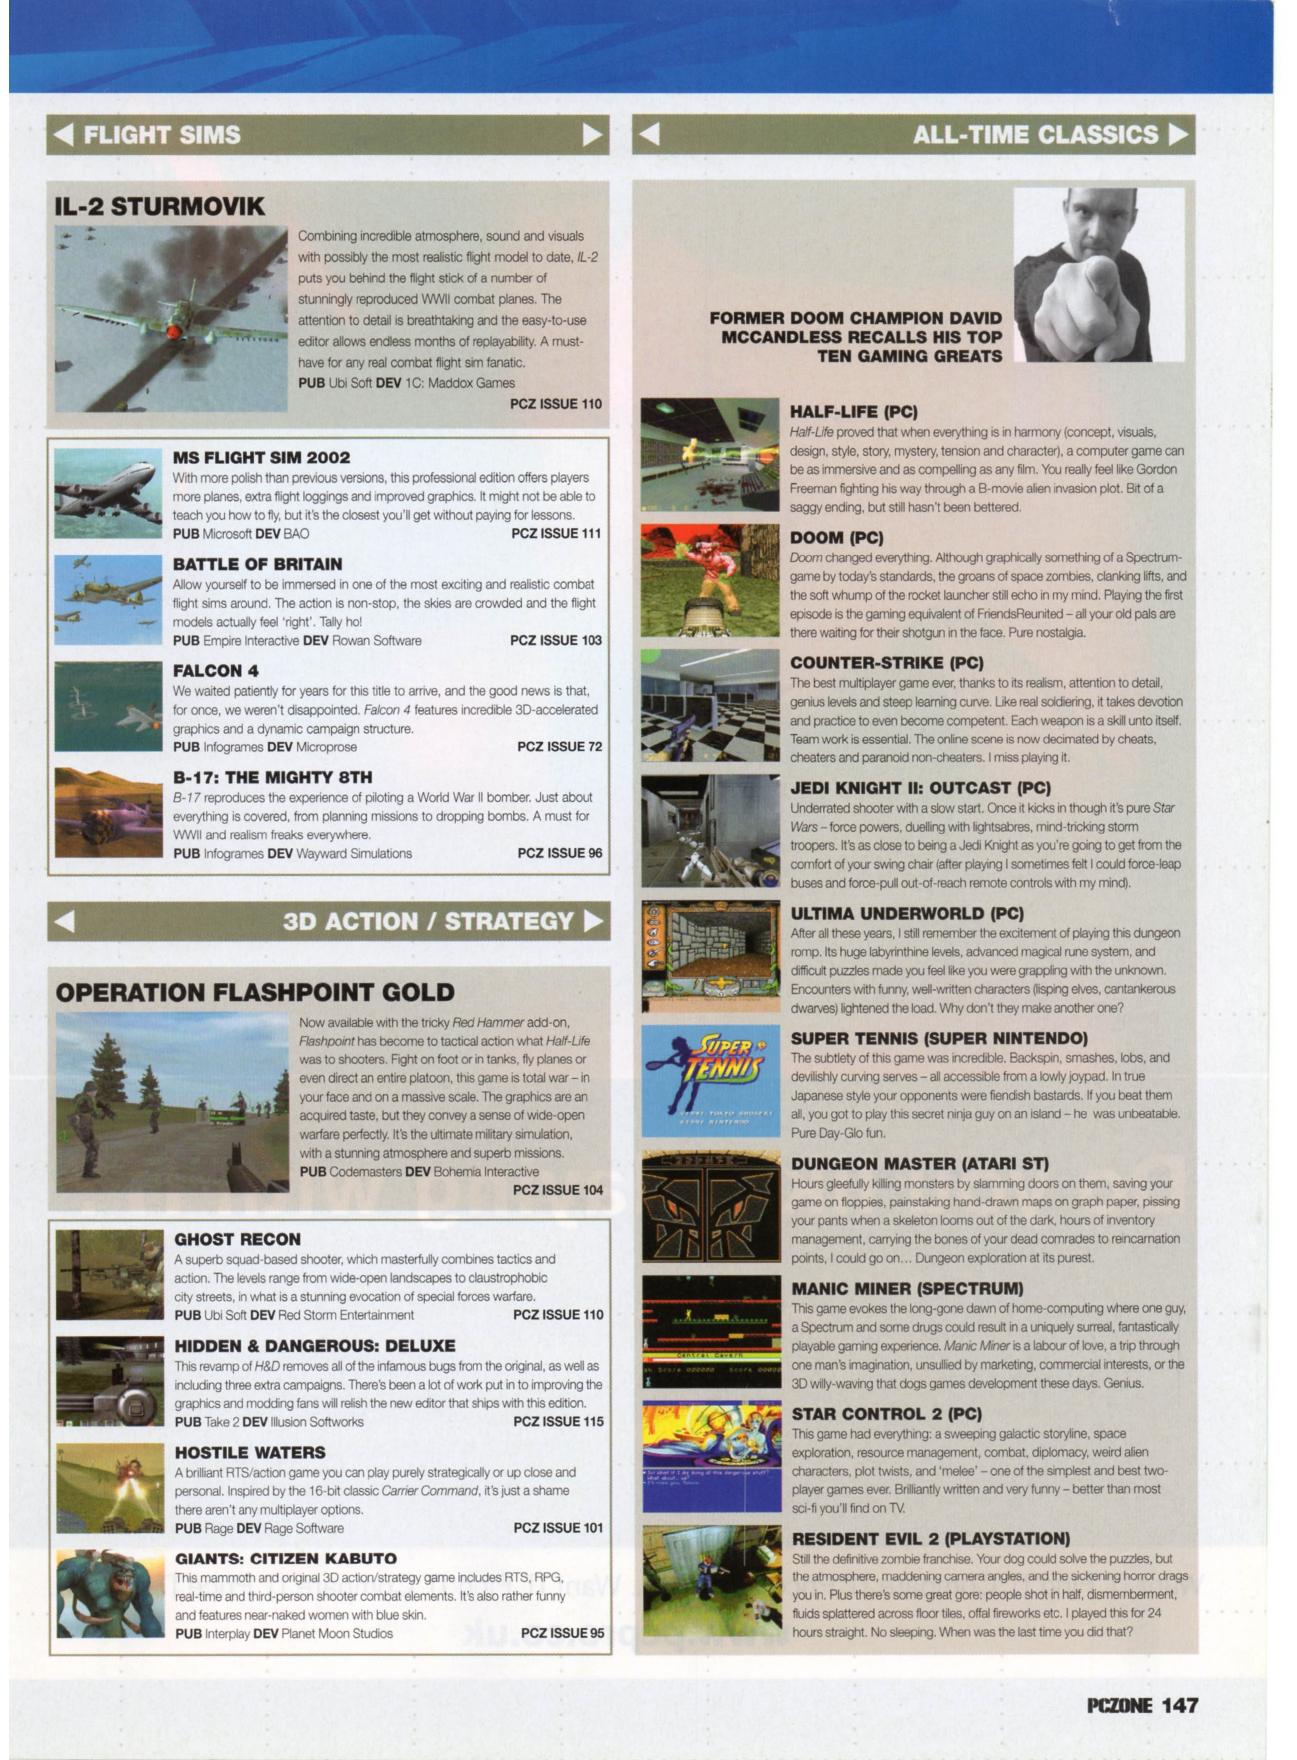 FLIGHT SIMS
IL-2 STURMOVIK
Combining incredible atmosphere, sound and visuals
with possibly the most realistic flight model to date, IL-2
puts you behind the flight stick of a number of
stunningly reproduced WWII combat planes. The
attention to detail is breathtaking and the easy-to-use
editor allows endless months of replayability. A must-
have for any real combat flight sim fanatic.
PUB Ubi Soft DEV 1C: Maddox Games
PCZ ISSUE 110
MS FLIGHT SIM 2002
With more polish than previous versions, this professional edition offers players
more planes, extra flight loggings and improved graphics. It might not be able to
teach you how to fly, but it's the closest you'll get without paying for lessons.
PUB Microsoft DEV BAO PCZ ISSUE 111
BATTLE OF BRITAIN
Allow yourself to be immersed in one of the most exciting and realistic combat
flight sims around. The action is non-stop, the skies are crowded and the flight
models actually feel 'right'. Tally ho!
PUB Empire Interactive DEV Rowan Software PCZ ISSUE 103
FALCON 4
We waited patiently for years for this title to arrive, and the good news is that,
for once, we weren't disappointed. Falcon 4 features incredible 3D-accelerated
graphics and a dynamic campaign structure.
PUB Infogrames DEV Microprose PCZ ISSUE 72
B-17: THE MIGHTY 8TH
B-17 reproduces the experience of piloting a World War II bomber. Just about
everything is covered, from planning missions to dropping bombs. A must for
WWII and realism freaks everywhere.
PUB Infogrames DEV Wayward Simulations PCZ ISSUE 96
3D ACTION / STRATEGY
OPERATION FLASHPOINT GOLD
Now available with the tricky Red Hammer add-on,
Flashpoint has become to tactical action what Half-Life
was to shooters. Fight on foot or in tanks, fly planes or
even direct an entire platoon, this game is total war – in
your face and on a massive scale. The graphics are an
acquired taste, but they convey a sense of wide-open
warfare perfectly. It's the ultimate military simulation,
with a stunning atmosphere and superb missions.
PUB Codemasters DEV Bohemia Interactive
PCZ ISSUE 104
GHOST RECON
A superb squad-based shooter, which masterfully combines tactics and
action. The levels range from wide-open landscapes to claustrophobic
city streets, in what is a stunning evocation of special forces warfare.
PUB Ubi Soft DEV Red Storm Entertainment PCZ ISSUE 110
HIDDEN & DANGEROUS: DELUXE
This revamp of H&D removes all of the infamous bugs from the original, as well as
including three extra campaigns. There's been a lot of work put in to improving the
graphics and modding fans will relish the new editor that ships with this edition.
PUB Take 2 DEV Illusion Softworks PCZ ISSUE 115
HOSTILE WATERS
A brilliant RTS/action game you can play purely strategically or up close and
personal. Inspired by the 16-bit classic Carrier Command, it's just a shame
there aren't any multiplayer options.
PUB Rage DEV Rage Software PCZ ISSUE 101
GIANTS: CITIZEN KABUTO
This mammoth and original 3D action/strategy game includes RTS, RPG,
real-time and third-person shooter combat elements. It's also rather funny
and features near-naked women with blue skin.
PUB Interplay DEV Planet Moon Studios PCZ ISSUE 95
ALL-TIME CLASSICS
FORMER DOOM CHAMPION DAVID
MCCANDLESS RECALLS HIS TOP
TEN GAMING GREATS
HALF-LIFE (PC)
Half-Life proved that when everything is in harmony (concept, visuals,
design, style, story, mystery, tension and character), a computer game can
be as immersive and as compelling as any film. You really feel like Gordon
Freeman fighting his way through a B-movie alien invasion plot. Bit of a
saggy ending, but still hasn't been bettered.
DOOM (PC)
Doom changed everything. Although graphically something of a Spectrum-
game by today's standards, the groans of space zombies, clanking lifts, and
the soft whump of the rocket launcher still echo in my mind. Playing the first
episode is the gaming equivalent of FriendsReunited – all your old pals are
there waiting for their shotgun in the face. Pure nostalgia.
COUNTER-STRIKE (PC)
The best multiplayer game ever, thanks to its realism, attention to detail,
genius levels and steep learning curve. Like real soldiering, it takes devotion
and practice to even become competent. Each weapon is a skill unto itself.
Team work is essential. The online scene is now decimated by cheats,
cheaters and paranoid non-cheaters. I miss playing it.
JEDI KNIGHT II: OUTCAST (PC)
Underrated shooter with a slow start. Once it kicks in though it's pure Star
Wars – force powers, duelling with lightsabres, mind-tricking storm
troopers. It's as close to being a Jedi Knight as you're going to get from the
comfort of your swing chair (after playing I sometimes felt I could force-leap
buses and force-pull out-of-reach remote controls with my mind).
ULTIMA UNDERWORLD (PC)
After all these years, I still remember the excitement of playing this dungeon
romp. Its huge labyrinthine levels, advanced magical rune system, and
difficult puzzles made you feel like you were grappling with the unknown.
Encounters with funny, well-written characters (lisping elves, cantankerous
dwarves) lightened the load. Why don't they make another one?
SUPER TENNIS
SUPER TENNIS (SUPER NINTENDO)
The subtlety of this game was incredible. Backspin, smashes, lobs, and
devilishly curving serves – all accessible from a lowly joypad. In true
Japanese style your opponents were fiendish bastards. If you beat them
all, you got to play this secret ninja guy on an island – he was unbeatable.
Pure Day-Glo fun.
DUNGEON MASTER (ATARI ST)
Hours gleefully killing monsters by slamming doors on them, saving your
game on floppies, painstaking hand-drawn maps on graph paper, pissing
your pants when a skeleton looms out of the dark, hours of inventory
management, carrying the bones of your dead comrades to reincarnation
points, I could go on... Dungeon exploration at its purest.
Central Cavern
MANIC MINER (SPECTRUM)
This game evokes the long-gone dawn of home-computing where one guy,
a Spectrum and some drugs could result in a uniquely surreal, fantastically
playable gaming experience. Manic Miner is a labour of love, a trip through
one man's imagination, unsullied by marketing, commercial interests, or the
3D willy-waving that dogs games development these days. Genius.
STAR CONTROL 2 (PC)
This game had everything: a sweeping galactic storyline, space
exploration, resource management, combat, diplomacy, weird alien
characters, plot twists, and 'melee' – one of the simplest and best two-
player games ever. Brilliantly written and very funny – better than most
sci-fi you'll find on TV.
RESIDENT EVIL 2 (PLAYSTATION)
Still the definitive zombie franchise. Your dog could solve the puzzles, but
the atmosphere, maddening camera angles, and the sickening horror drags
you in. Plus there's some great gore: people shot in half, dismemberment,
fluids splattered across floor tiles, offal fireworks etc. I played this for 24
hours straight. No sleeping. When was the last time you did that?
PCZONE 147